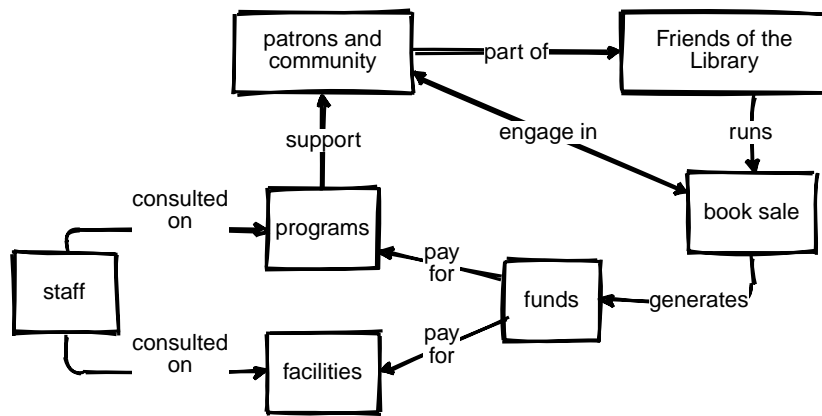 patrons and
community
part of
Friends of the
Library
support
engage in
runs
consulted
on
programs
book sale
staff
pay
for
funds
generates
consulted
on
pay
for
facilities